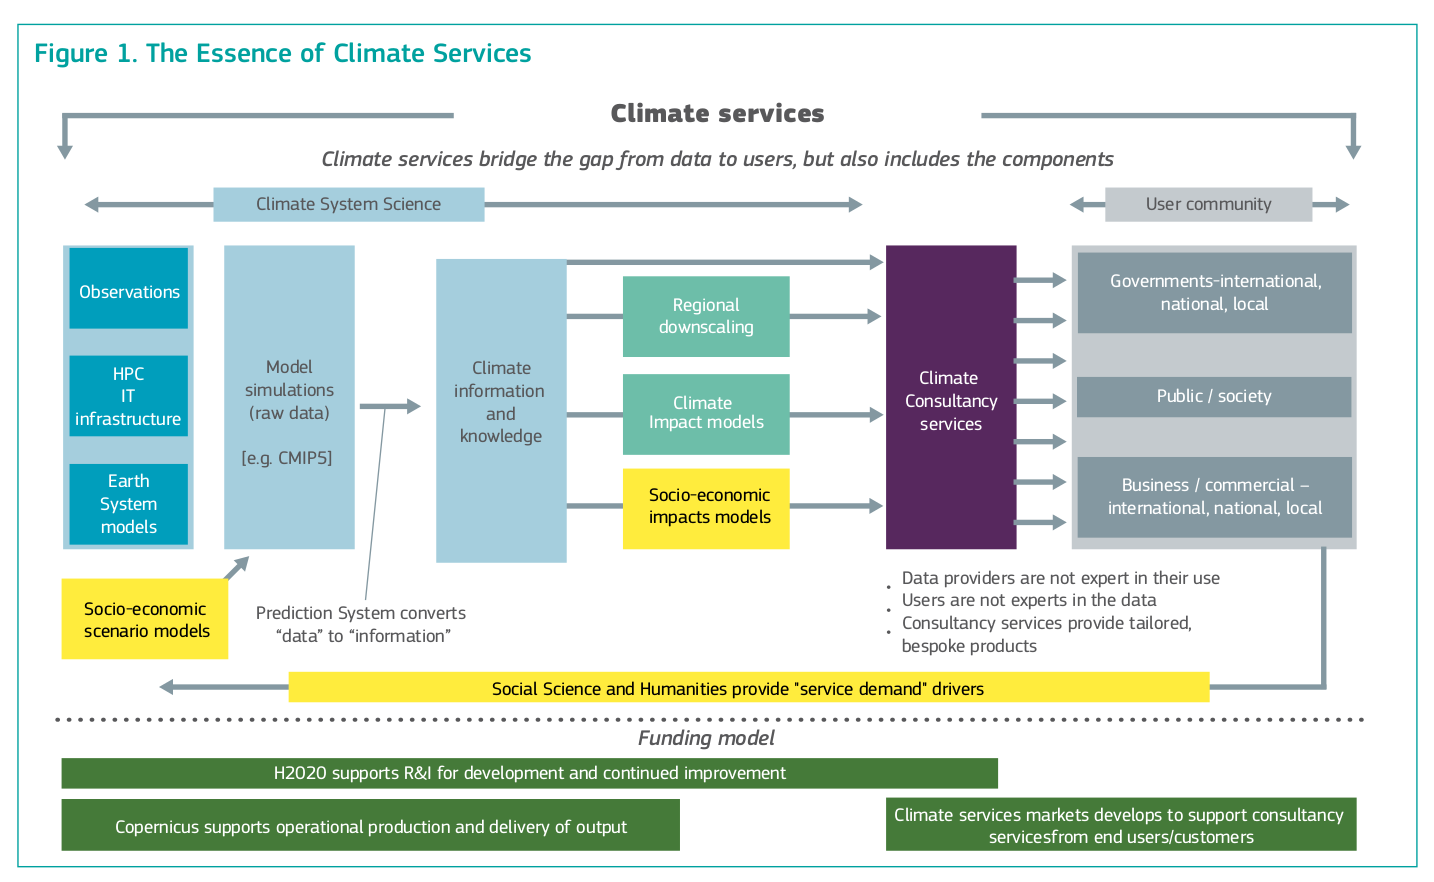 Figure 1. The Essence of Climate Services
Climate services
Climate services bridge the gap from data to users, but also includes the components
Climate System Science
User community
Observations
HPC
IT
infrastructure
Earth
System
models
Model
simulations
(raw data)
[e.g. CMIP5]
Climate
information
and
knowledge
Regional
downscaling
Climate
Impact models
Socio-economic
impacts models
Climate
Consultancy
services
Governments-international,
national, local
Public / society
Business / commercial –
international, national, local
Socio-economic
scenario models
Prediction System converts
“data” to “information”
• Data providers are not expert in their use
• Users are not experts in the data
• Consultancy services provide tailored,
bespoke products
Social Science and Humanities provide "service demand" drivers
Funding model
H2020 supports R&I for development and continued improvement
Copernicus supports operational production and delivery of output
Climate services markets develops to support consultancy
servicesfrom end users/customers